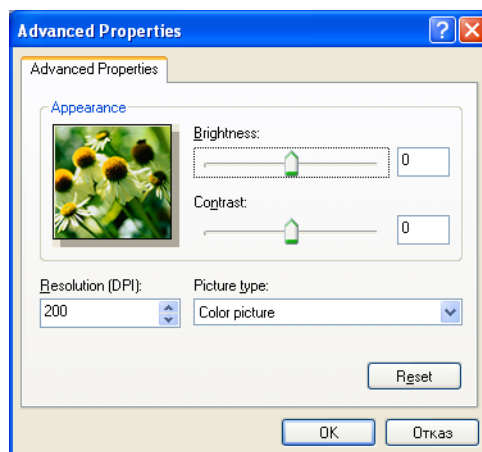 Advanced Properties
Advanced Properties
Appearance
Brightness:
0
Contrast:
0
Resolution (DPI):
Picture type:
200
Color picture
Reset
OK
Отказ